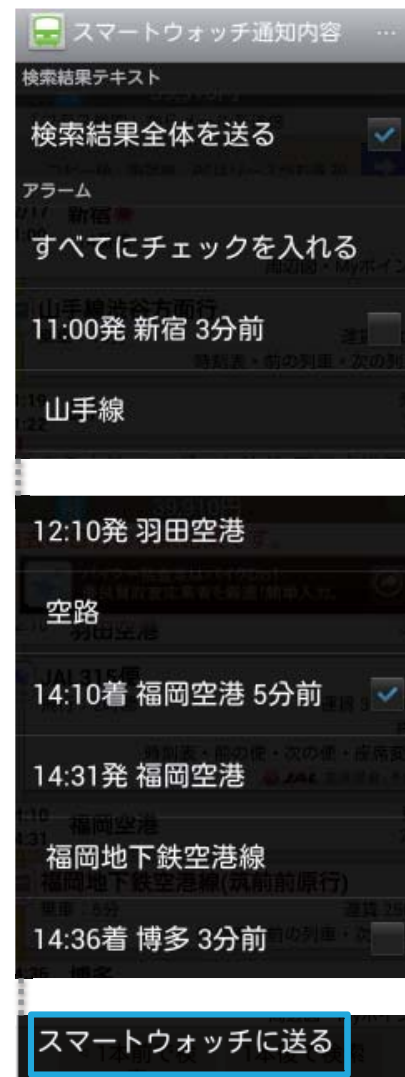 スマートウォッチ通知内容 …
検索結果テキスト
検索結果全体を送る
アラーム
すべてにチェックを入れる
11:00発 新宿 3分前
山手線
12:10発 羽田空港
空路
14:10着 福岡空港 5分前
14:31発 福岡空港
福岡地下鉄空港線
14:36着 博多 3分前
スマートウォッチに送る